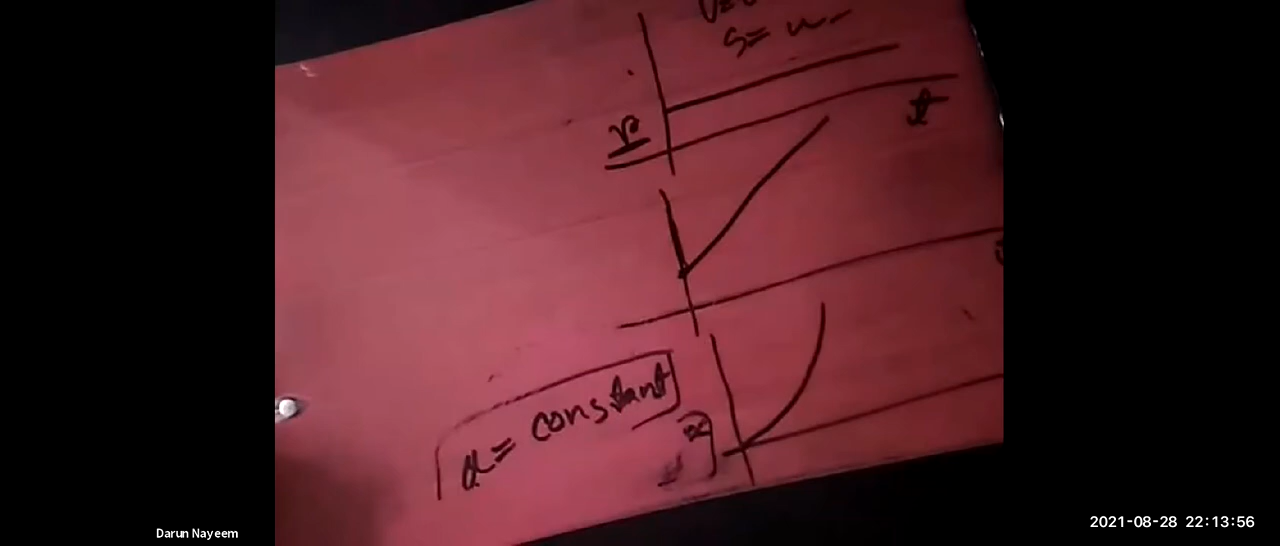 S=
v
t
a = constant
x
Darun Nayeem
2021-08-28 22:13:56